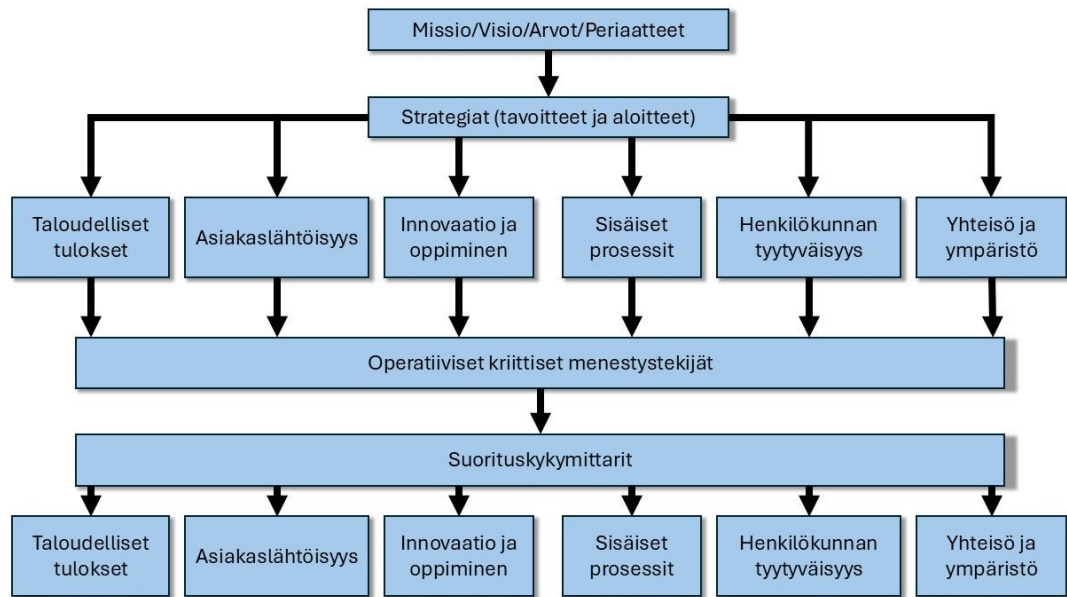 Missio/Visio/Arvot/Periaatteet
Strategiat (tavoitteet ja aloitteet)
Taloudelliset
tulokset
Asiakaslähtöisyys
Innovaatio ja
oppiminen
Sisäiset
prosessit
Henkilökunnan
tyytyväisyys
Yhteisö ja
ympäristö
Operatiiviset kriittiset menestystekijät
Suorituskykymittarit
Taloudelliset
tulokset
Asiakaslähtöisyys
Innovaatio ja
oppiminen
Sisäiset
prosessit
Henkilökunnan
tyytyväisyys
Yhteisö ja
ympäristö